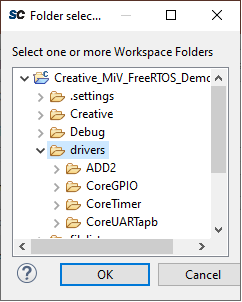 SC Folder selec...
Select one or more Workspace Folders
Creative_MiV_FreeRTOS_Demo
.settings
Creative
Debug
drivers
ADD2
CoreGPIO
CoreTimer
CoreUARTapb
?
OK
Cancel